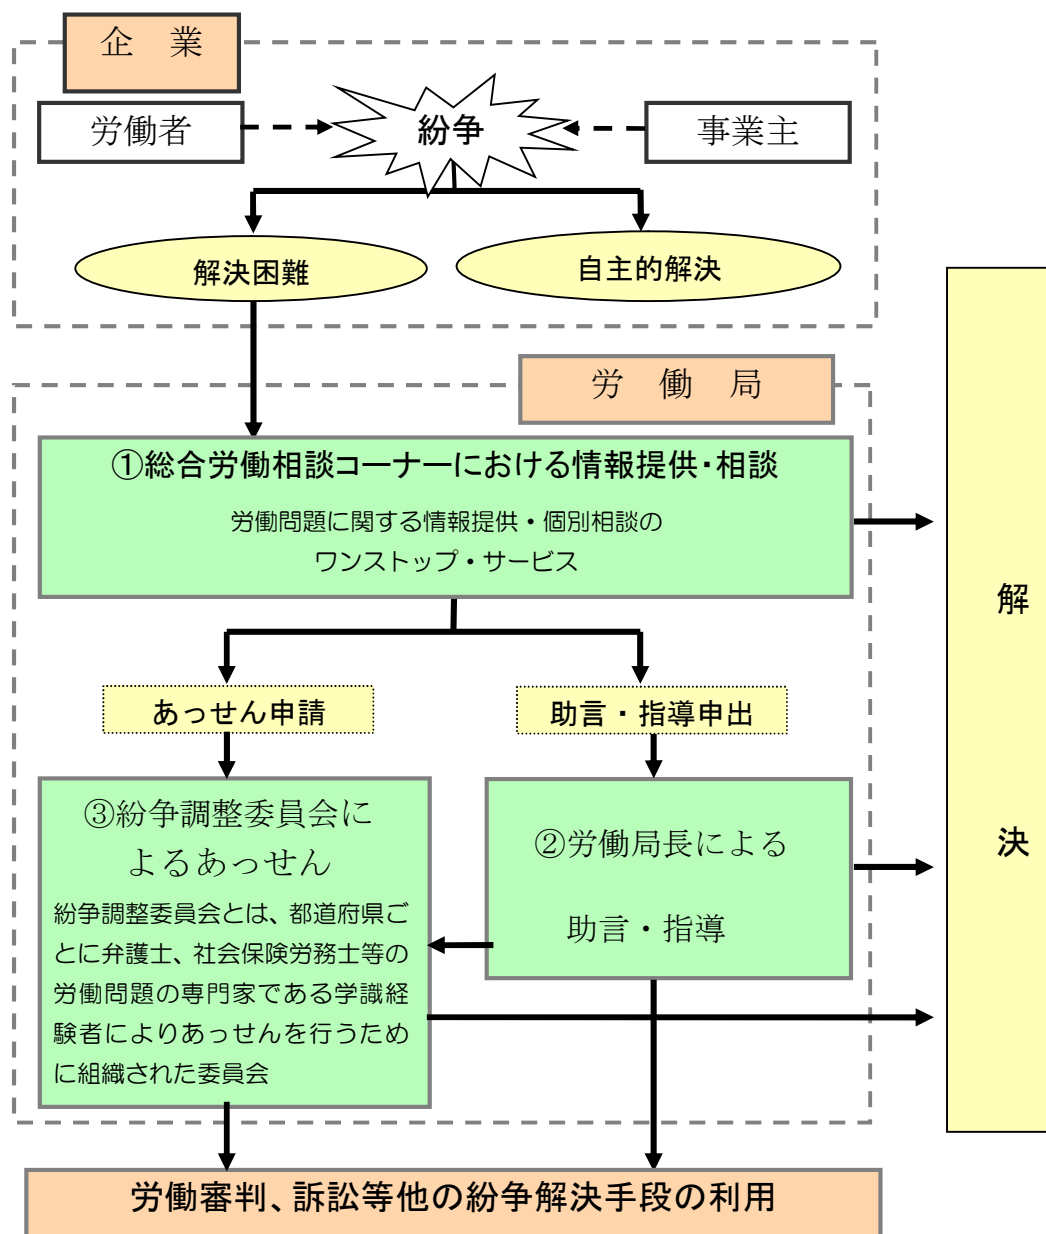 企　業
労働者
紛争
事業主
解決困難
自主的解決
労　働　局
①総合労働相談コーナーにおける情報提供・相談
労働問題に関する情報提供・個別相談の
ワンストップ・サービス
あっせん申請
助言・指導申出
③紛争調整委員会に
よるあっせん
紛争調整委員会とは、都道府県ご
とに弁護士、社会保険労務士等の
労働問題の専門家である学識経
験者によりあっせんを行うため
に組織された委員会
②労働局長による
助言・指導
解
決
労働審判、訴訟等他の紛争解決手段の利用